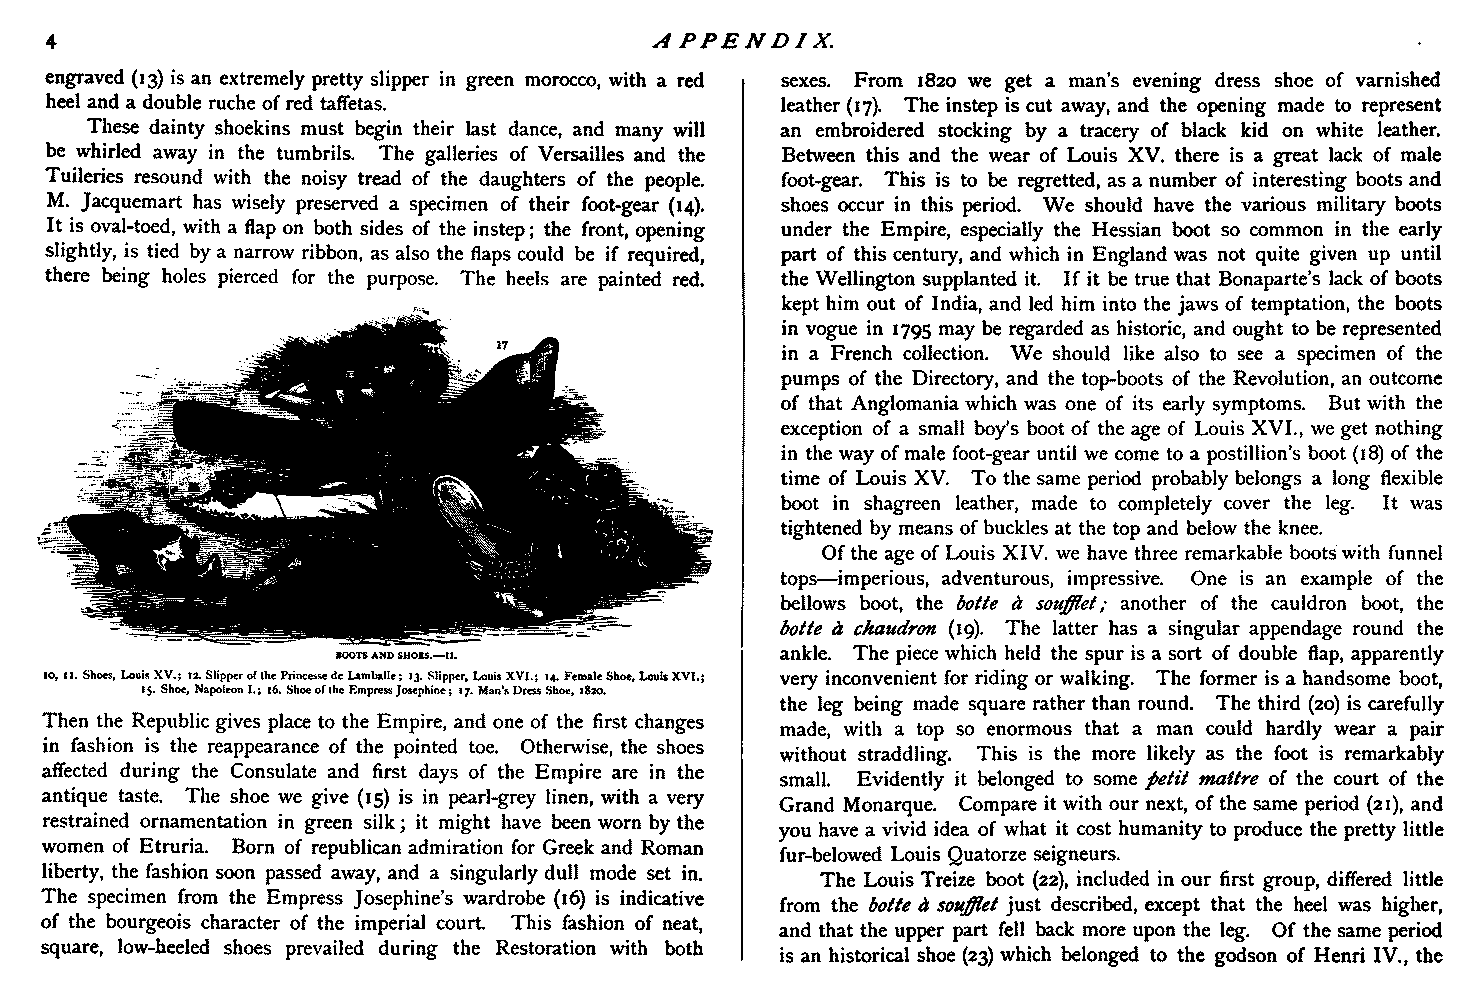 4
APPENDIX.
engraved (13) is an extremely pretty slipper in green morocco, with a red
heel and a double ruche of red taffetas.
These dainty shoekins must begin their last dance, and many will
be whirled away in the tumbrils. The galleries of Versailles and the
Tuileries resound with the noisy tread of the daughters of the people.
M. Jacquemart has wisely preserved a specimen of their foot-gear (14).
It is oval-toed, with a flap on both sides of the instep; the front, opening
slightly, is tied by a narrow ribbon, as also the flaps could be if required,
there being holes pierced for the purpose. The heels are painted red.
17
BOOTS AND SHOES.—II.
10, 11. Shoes, Louis XV.; 12. Slipper of the Princesse de Lamballe; 13. Slipper, Louis XVI.; 14. Female Shoe, Louis XVI.;
15. Shoe, Napoleon I.; 16. Shoe of the Empress Josephine; 17. Man's Dress Shoe, 1820.
Then the Republic gives place to the Empire, and one of the first changes
in fashion is the reappearance of the pointed toe. Otherwise, the shoes
affected during the Consulate and first days of the Empire are in the
antique taste. The shoe we give (15) is in pearl-grey linen, with a very
restrained ornamentation in green silk; it might have been worn by the
women of Etruria. Born of republican admiration for Greek and Roman
liberty, the fashion soon passed away, and a singularly dull mode set in.
The specimen from the Empress Josephine's wardrobe (16) is indicative
of the bourgeois character of the imperial court. This fashion of neat,
square, low-heeled shoes prevailed during the Restoration with both
sexes. From 1820 we get a man's evening dress shoe of varnished
leather (17). The instep is cut away, and the opening made to represent
an embroidered stocking by a tracery of black kid on white leather.
Between this and the wear of Louis XV. there is a great lack of male
foot-gear. This is to be regretted, as a number of interesting boots and
shoes occur in this period. We should have the various military boots
under the Empire, especially the Hessian boot so common in the early
part of this century, and which in England was not quite given up until
the Wellington supplanted it. If it be true that Bonaparte's lack of boots
kept him out of India, and led him into the jaws of temptation, the boots
in vogue in 1795 may be regarded as historic, and ought to be represented
in a French collection. We should like also to see a specimen of the
pumps of the Directory, and the top-boots of the Revolution, an outcome
of that Anglomania which was one of its early symptoms. But with the
exception of a small boy's boot of the age of Louis XVI., we get nothing
in the way of male foot-gear until we come to a postillion's boot (18) of the
time of Louis XV. To the same period probably belongs a long flexible
boot in shagreen leather, made to completely cover the leg. It was
tightened by means of buckles at the top and below the knee.
Of the age of Louis XIV. we have three remarkable boots with funnel
tops—imperious, adventurous, impressive. One is an example of the
bellows boot, the botte à soufflet; another of the cauldron boot, the
botte à chaudron (19). The latter has a singular appendage round the
ankle. The piece which held the spur is a sort of double flap, apparently
very inconvenient for riding or walking. The former is a handsome boot,
the leg being made square rather than round. The third (20) is carefully
made, with a top so enormous that a man could hardly wear a pair
without straddling. This is the more likely as the foot is remarkably
small. Evidently it belonged to some petit maître of the court of the
Grand Monarque. Compare it with our next, of the same period (21), and
you have a vivid idea of what it cost humanity to produce the pretty little
fur-belowed Louis Quatorze seigneurs.
The Louis Treize boot (22), included in our first group, differed little
from the botte à soufflet just described, except that the heel was higher,
and that the upper part fell back more upon the leg. Of the same period
is an historical shoe (23) which belonged to the godson of Henri IV., the